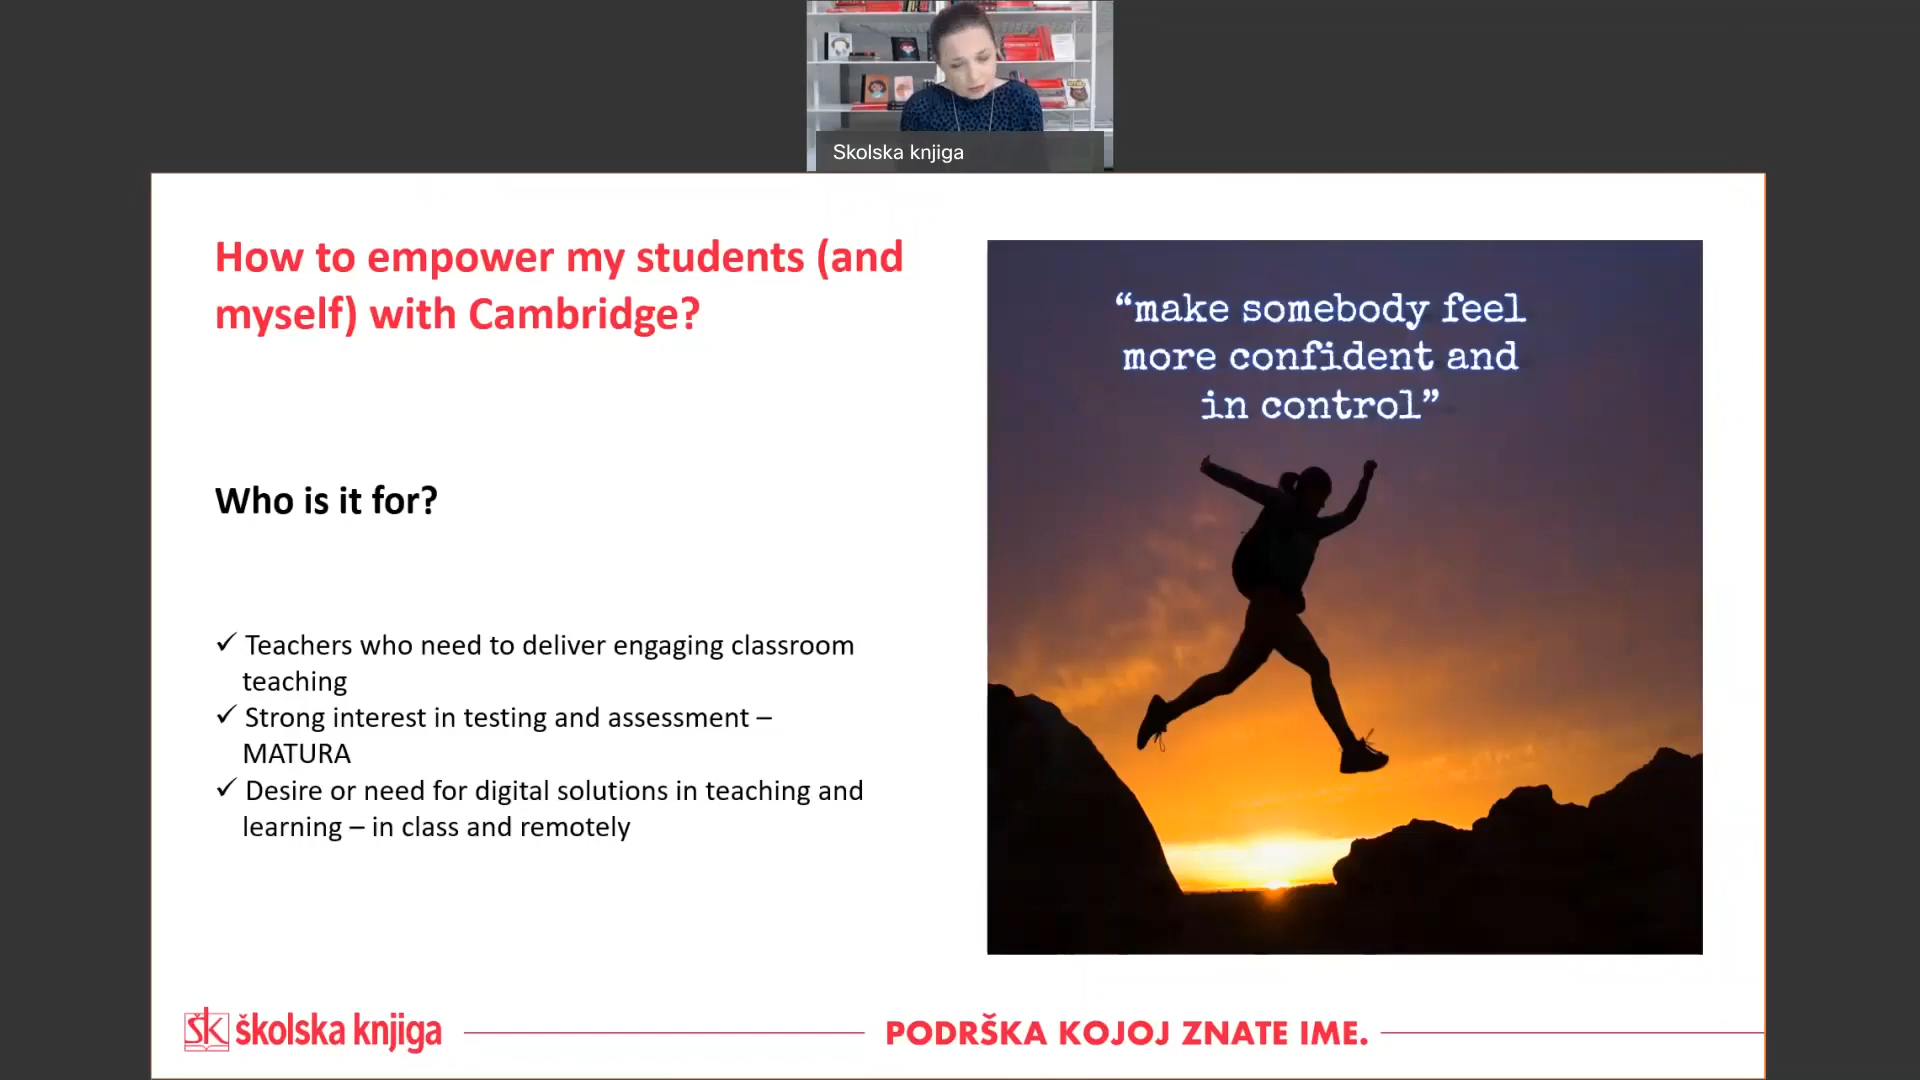 Skolska knjiga
How to empower my students (and
myself) with Cambridge?
Who is it for?
✓ Teachers who need to deliver engaging classroom
teaching
✓ Strong interest in testing and assessment –
MATURA
✓ Desire or need for digital solutions in teaching and
learning – in class and remotely
“make somebody feel
more confident and
in control”
šk školska knjiga
PODRŠKA KOJOJ ZNATE IME.